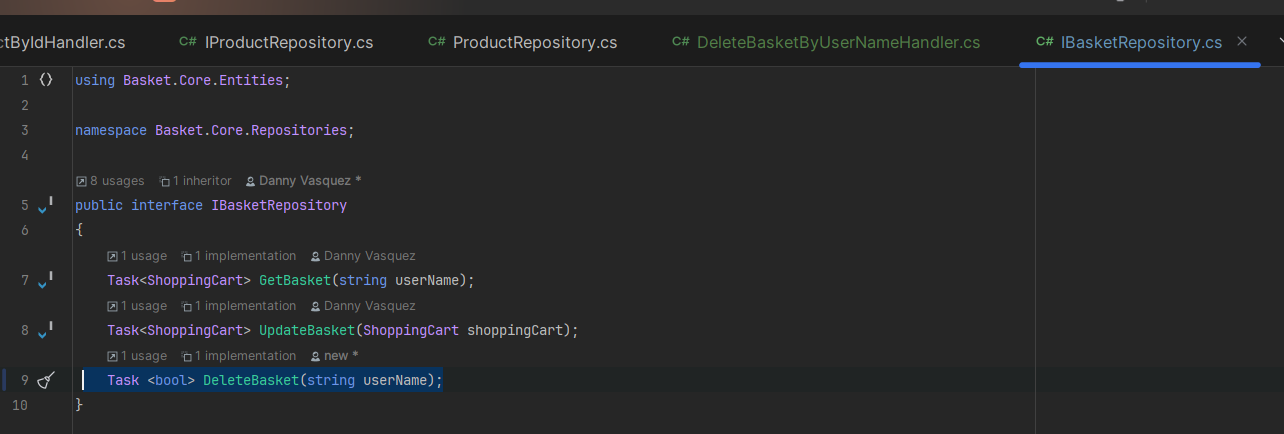 ctByIdHandler.cs C# IProductRepository.cs C# ProductRepository.cs C# DeleteBasketByUserNameHandler.cs C# IBasketRepository.cs
1 using Basket.Core.Entities;
2
3 namespace Basket.Core.Repositories;
4
8 usages 1 inheritor Danny Vasquez *
5 public interface IBasketRepository
6 {
1 usage 1 implementation Danny Vasquez
7 Task<ShoppingCart> GetBasket(string userName);
1 usage 1 implementation Danny Vasquez
8 Task<ShoppingCart> UpdateBasket(ShoppingCart shoppingCart);
1 usage 1 implementation new *
9 Task <bool> DeleteBasket(string userName);
10 }